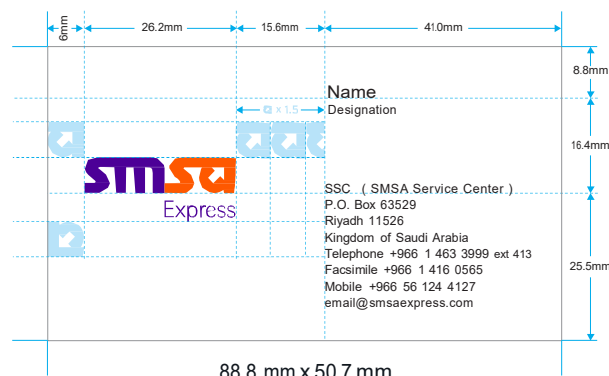 6mm
26.2mm
15.6mm
41.0mm
8.8mm
16.4mm
25.5mm
Name
Designation
a x 1.5
smsa
Express
SSC ( SMSA Service Center )
P.O. Box 63529
Riyadh 11526
Kingdom of Saudi Arabia
Telephone +966 1 463 3999 ext 413
Facsimile +966 1 416 0565
Mobile +966 56 124 4127
email@smsaexpress.com
88.8 mm x 50.7 mm